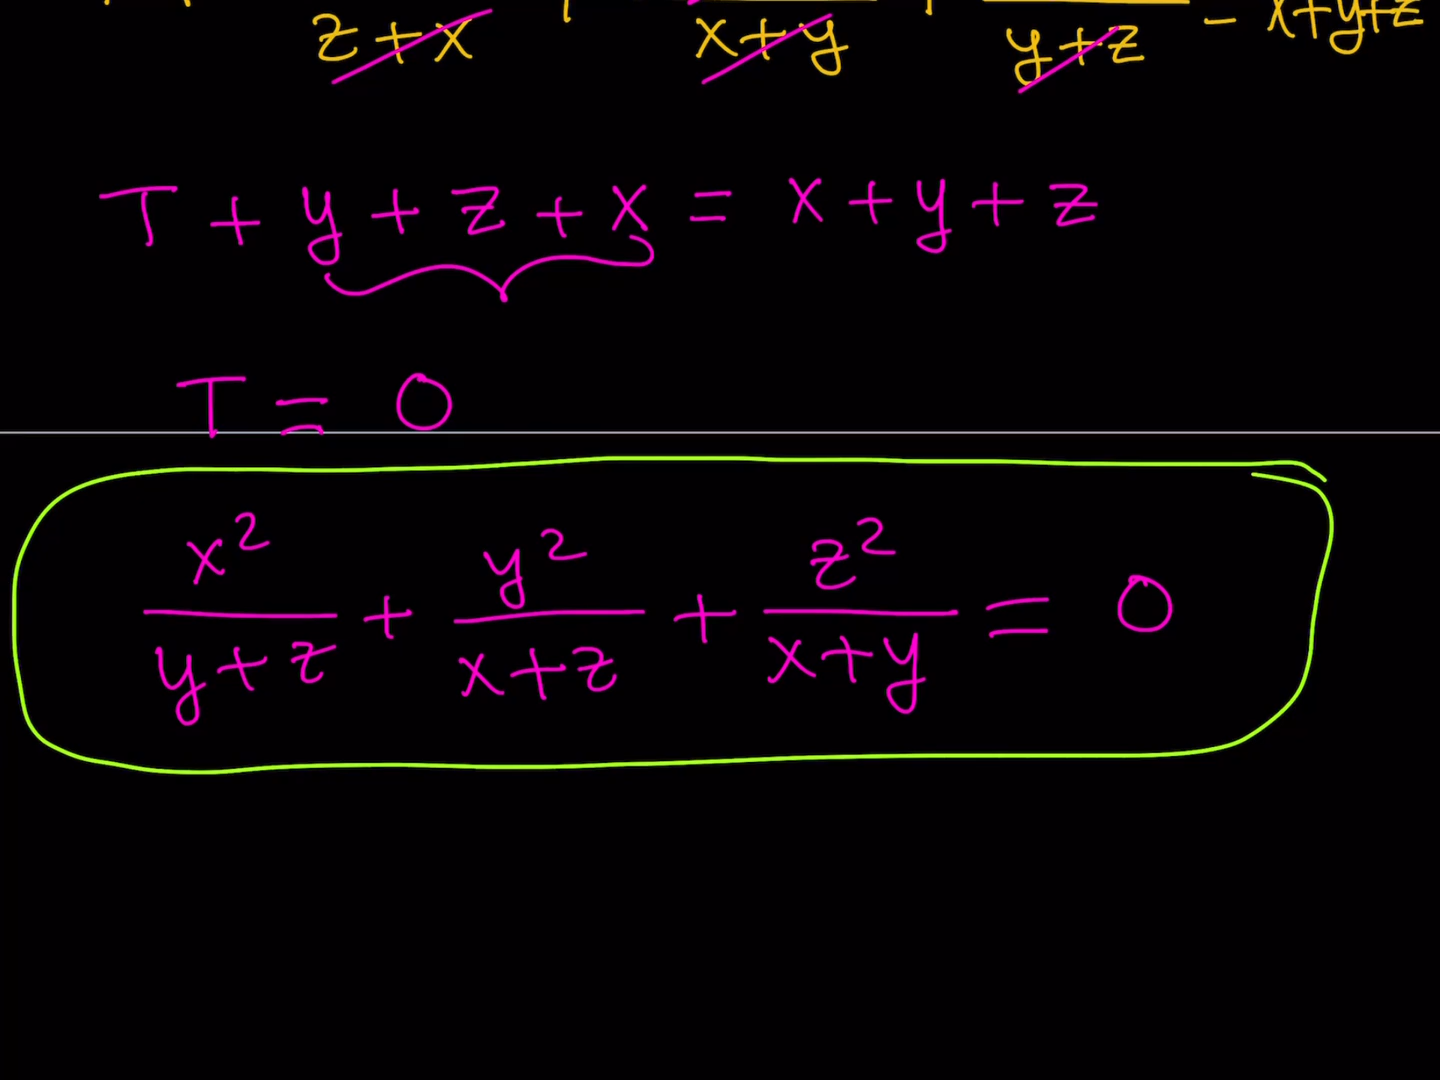 z+x x+y y+z = x+y+z
T + y + z + x = x + y + z
T = 0
x²/(y+z) + y²/(x+z) + z²/(x+y) = 0